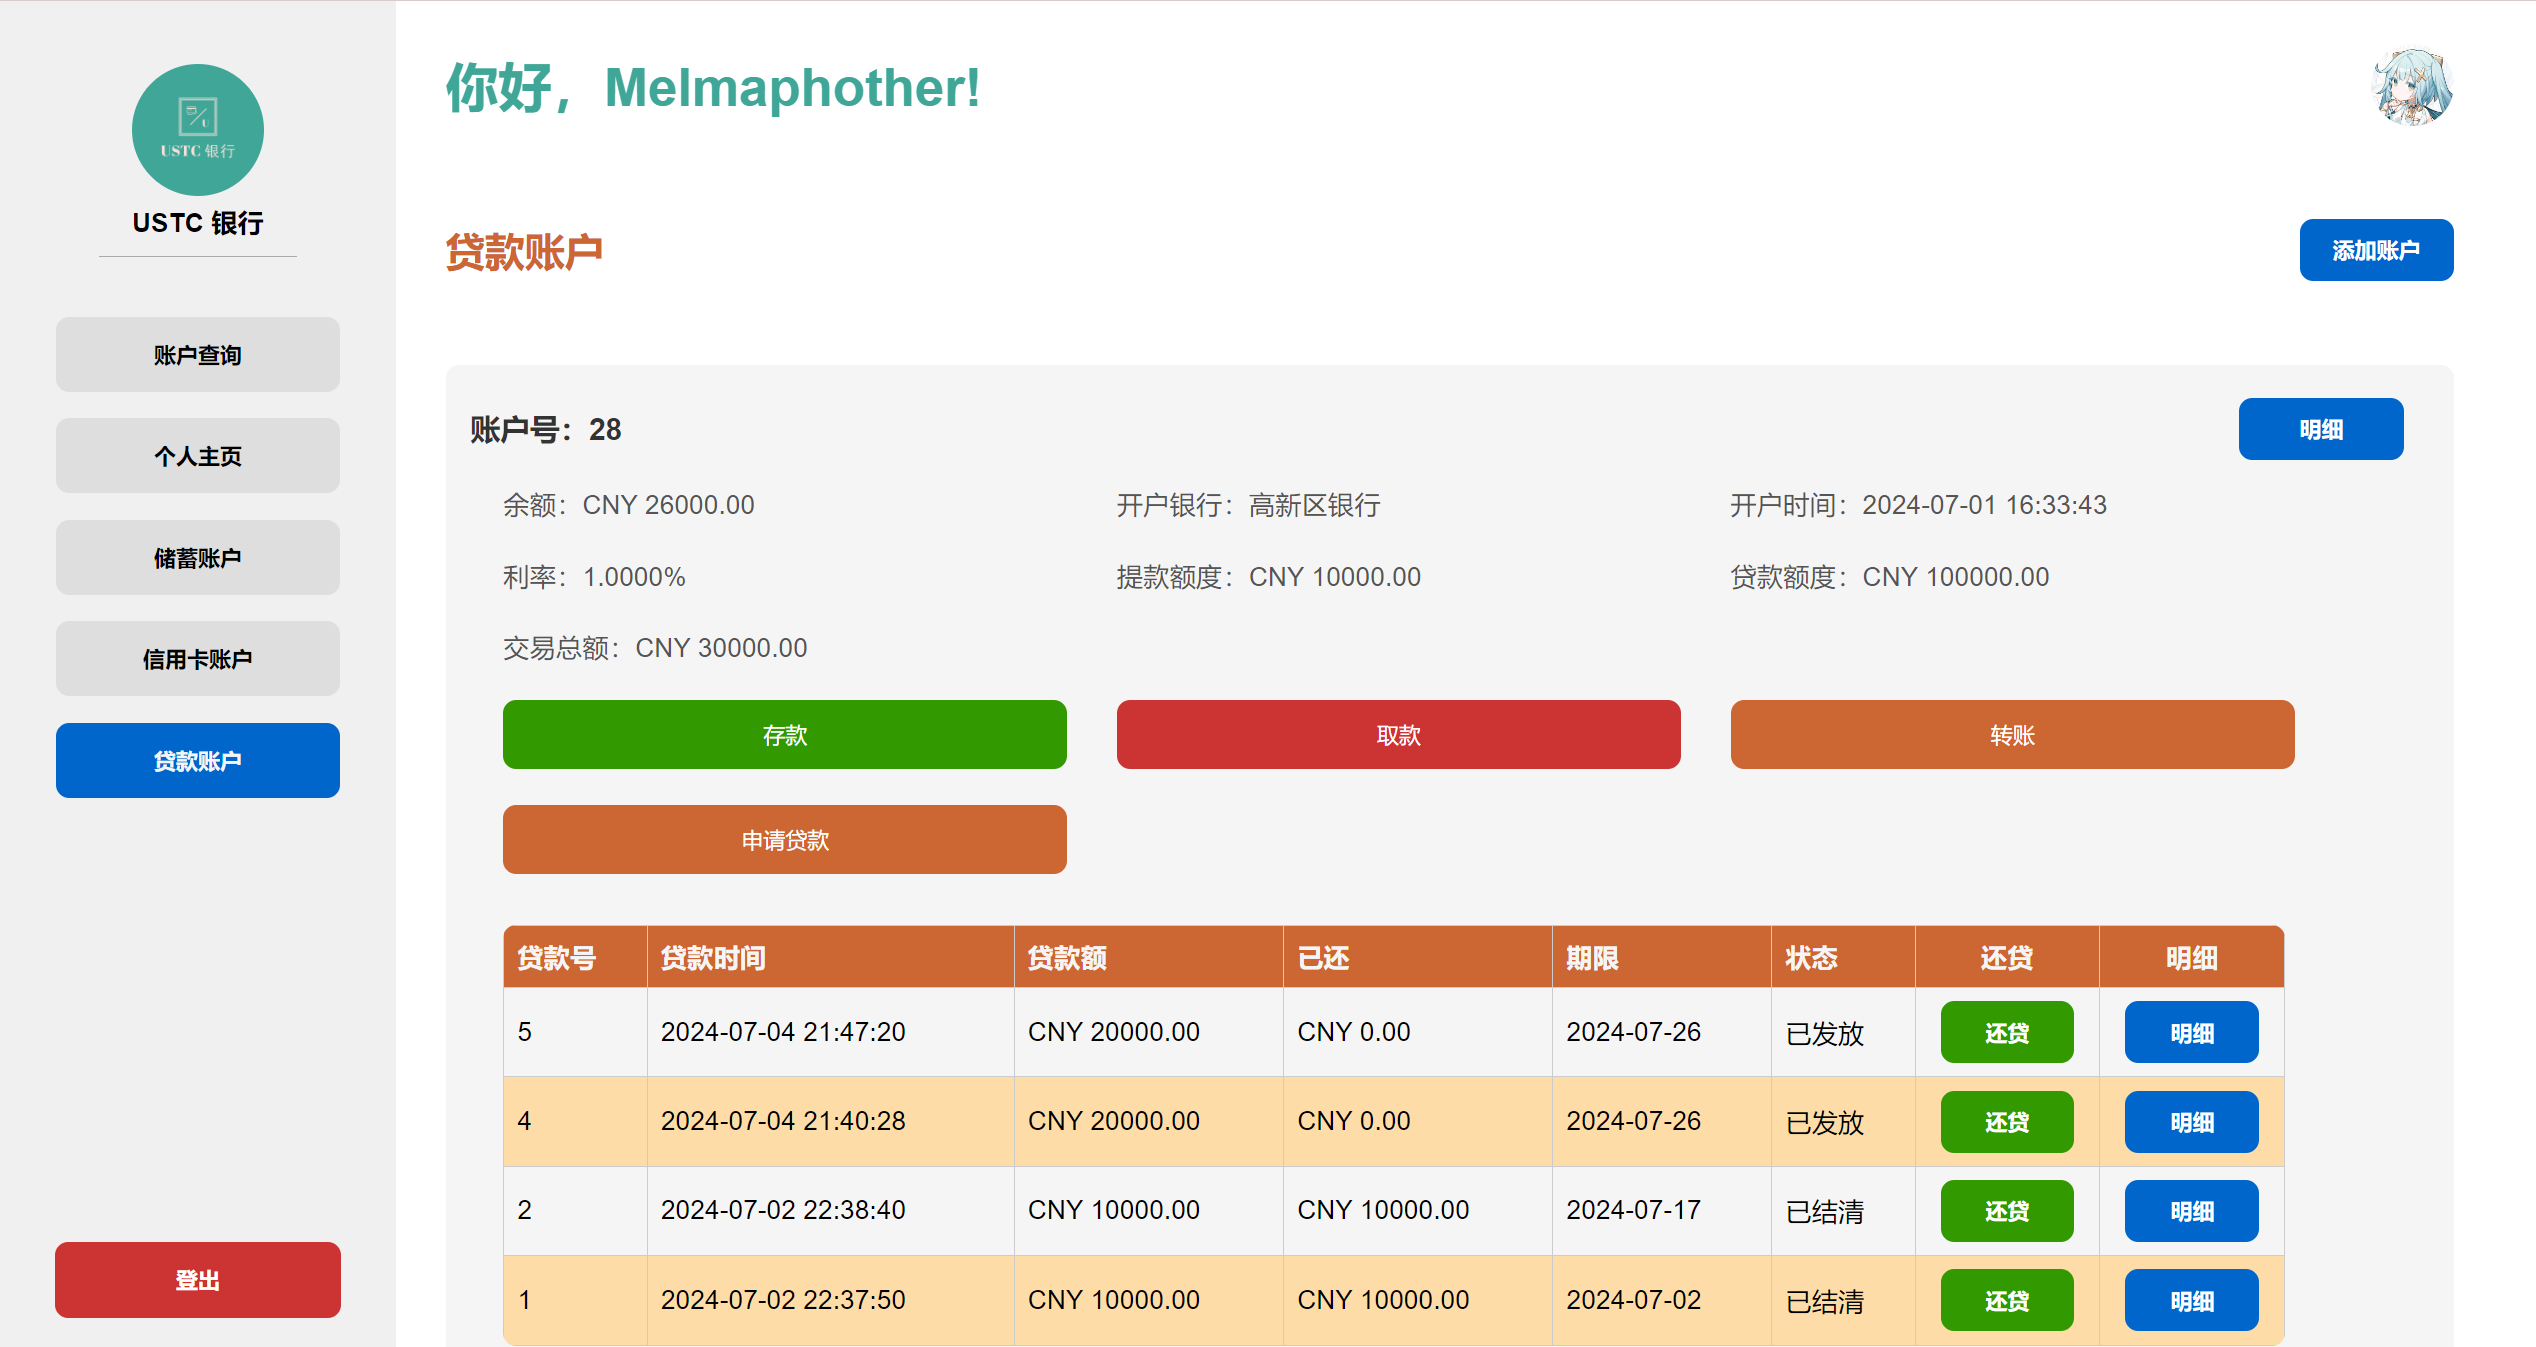 USTC 银行
USTC 银行
账户查询
个人主页
储蓄账户
信用卡账户
贷款账户
登出
你好，Melmaphother!
贷款账户
添加账户
账户号：28
明细
余额：CNY 26000.00 开户银行：高新区银行 开户时间：2024-07-01 16:33:43
利率：1.0000% 提款额度：CNY 10000.00 贷款额度：CNY 100000.00
交易总额：CNY 30000.00
存款 取款 转账
申请贷款
贷款号 贷款时间 贷款额 已还 期限 状态 还贷 明细
5 2024-07-04 21:47:20 CNY 20000.00 CNY 0.00 2024-07-26 已发放 还贷 明细
4 2024-07-04 21:40:28 CNY 20000.00 CNY 0.00 2024-07-26 已发放 还贷 明细
2 2024-07-02 22:38:40 CNY 10000.00 CNY 10000.00 2024-07-17 已结清 还贷 明细
1 2024-07-02 22:37:50 CNY 10000.00 CNY 10000.00 2024-07-02 已结清 还贷 明细